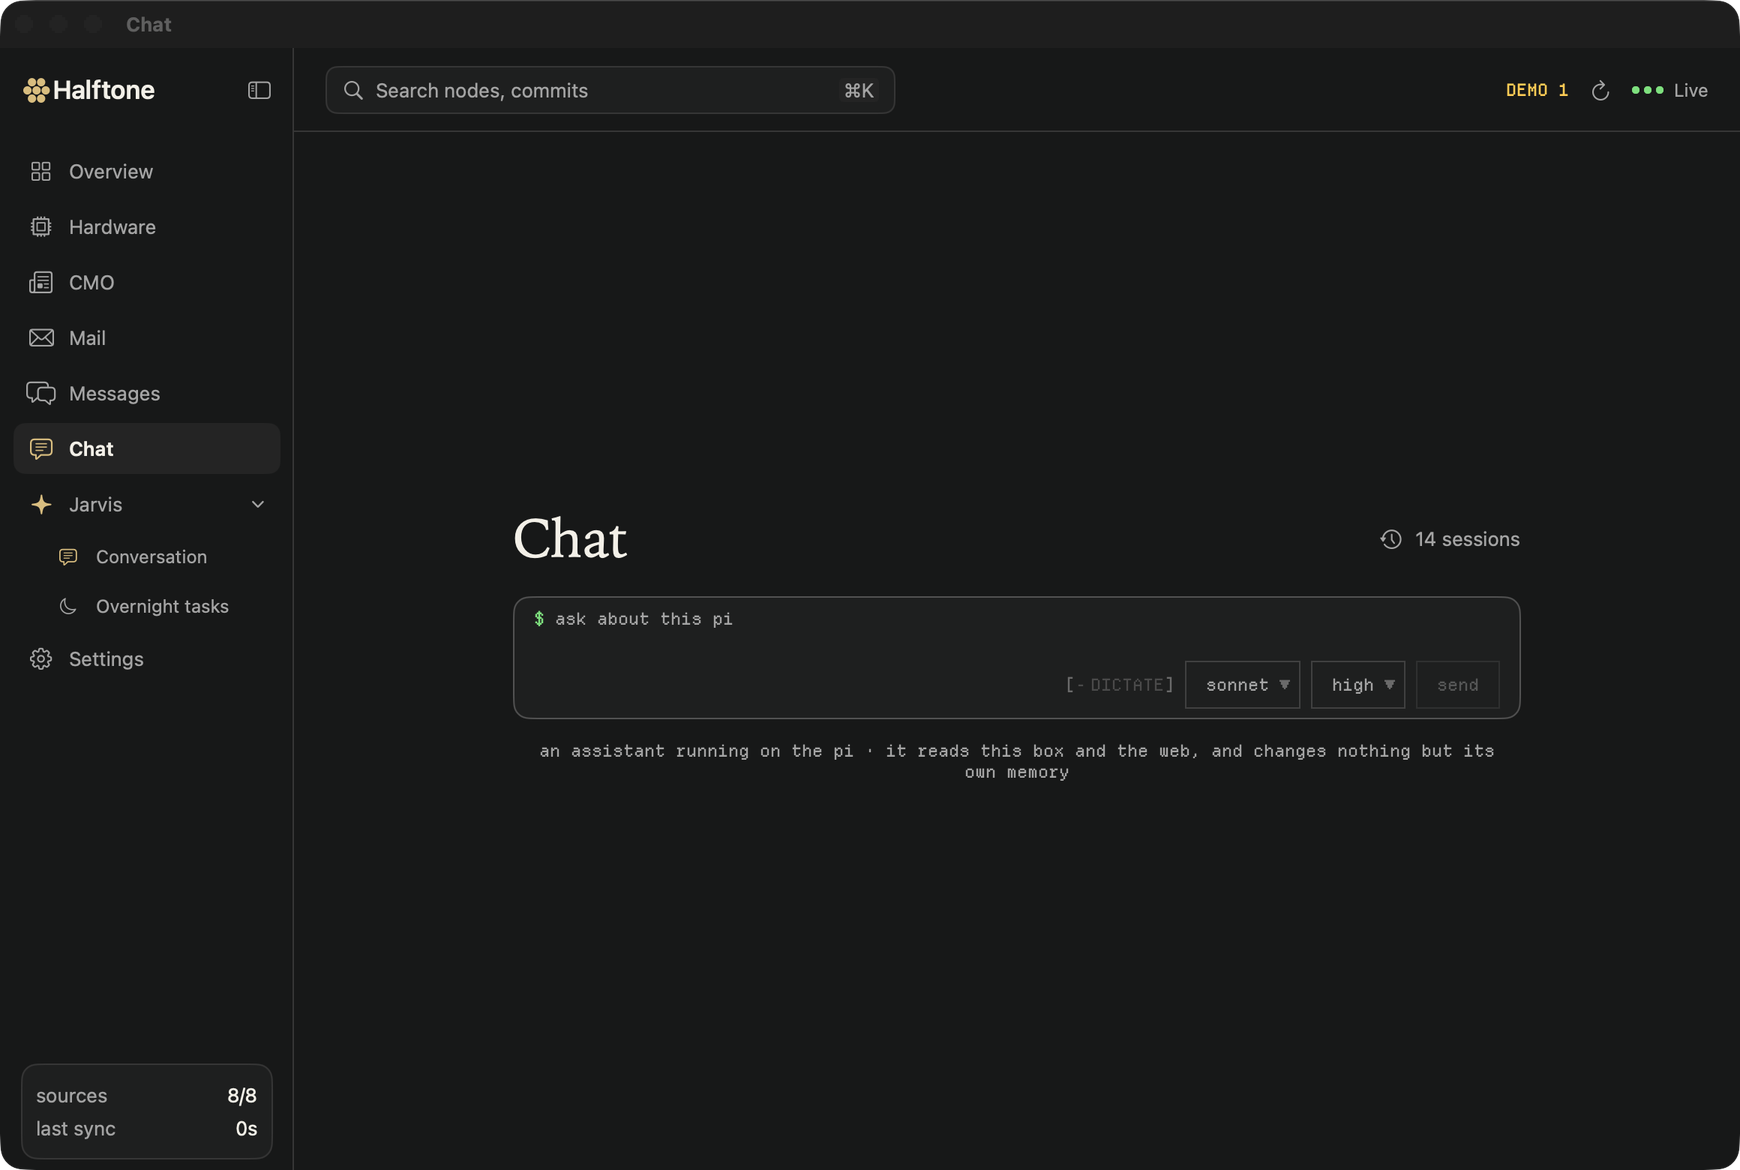 Chat
Halftone
Search nodes, commits
⌘K
DEMO 1
Live
Overview
Hardware
CMO
Mail
Messages
Chat
Jarvis
Conversation
Overnight tasks
Settings
Chat
14 sessions
$ ask about this pi
[- DICTATE]
sonnet ▼
high ▼
send
an assistant running on the pi · it reads this box and the web, and changes nothing but its
own memory
sources 8/8
last sync 0s